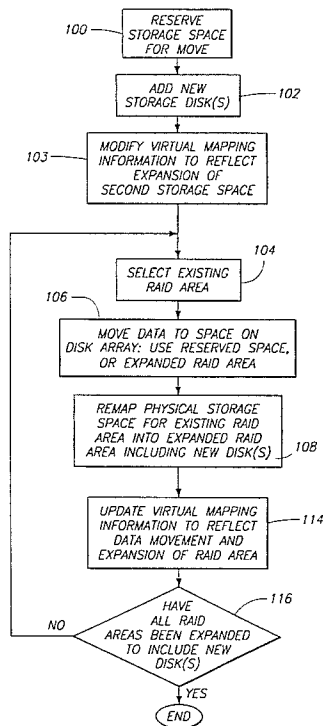 100
RESERVE
STORAGE SPACE
FOR MOVE
ADD NEW
STORAGE DISK(S)
102
103
MODIFY VIRTUAL MAPPING
INFORMATION TO REFLECT
EXPANSION OF
SECOND STORAGE SPACE
104
SELECT EXISTING
RAID AREA
106
MOVE DATA TO SPACE ON
DISK ARRAY: USE RESERVED SPACE,
OR EXPANDED RAID AREA
REMAP PHYSICAL STORAGE
SPACE FOR EXISTING RAID
AREA INTO EXPANDED RAID
AREA INCLUDING NEW DISK(S)
108
UPDATE VIRTUAL MAPPING
INFORMATION TO REFLECT
DATA MOVEMENT AND
EXPANSION OF RAID AREA
114
116
NO
HAVE
ALL RAID
AREAS BEEN EXPANDED
TO INCLUDE NEW
DISK(S)
YES
END